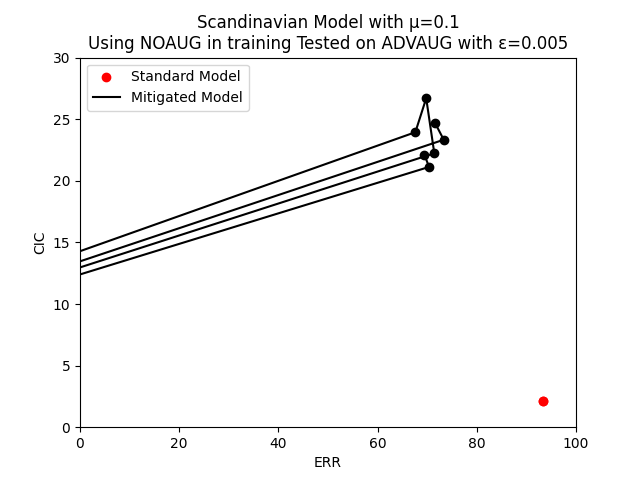 Scandinavian Model with μ=0.1
Using NOAUG in training Tested on ADVAUG with ε=0.005
Standard Model
Mitigated Model
30
25
20
15
10
5
0
CIC
0 20 40 60 80 100
ERR